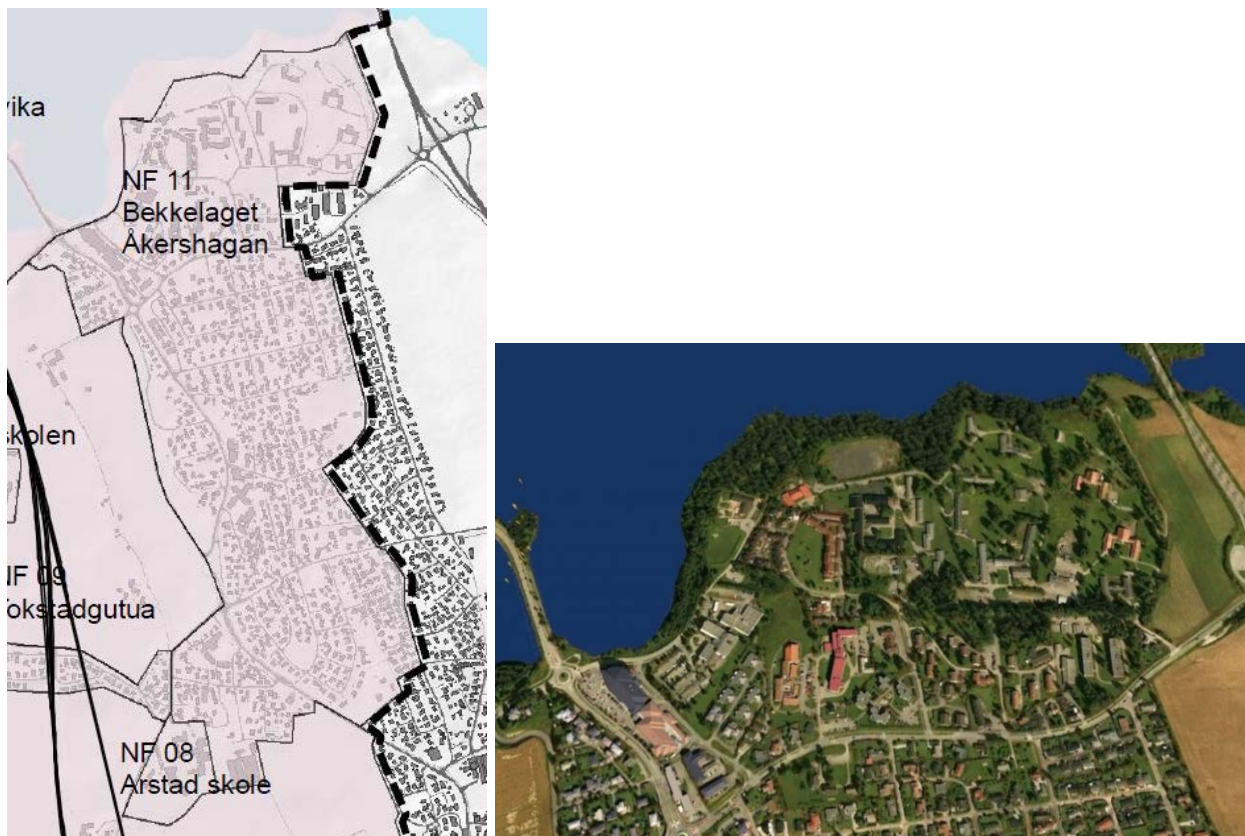 vika
NF 11
Bekkelaget
Åkershagan
skolen
NF 09
okstadgutua
NF 08
Arstad skole